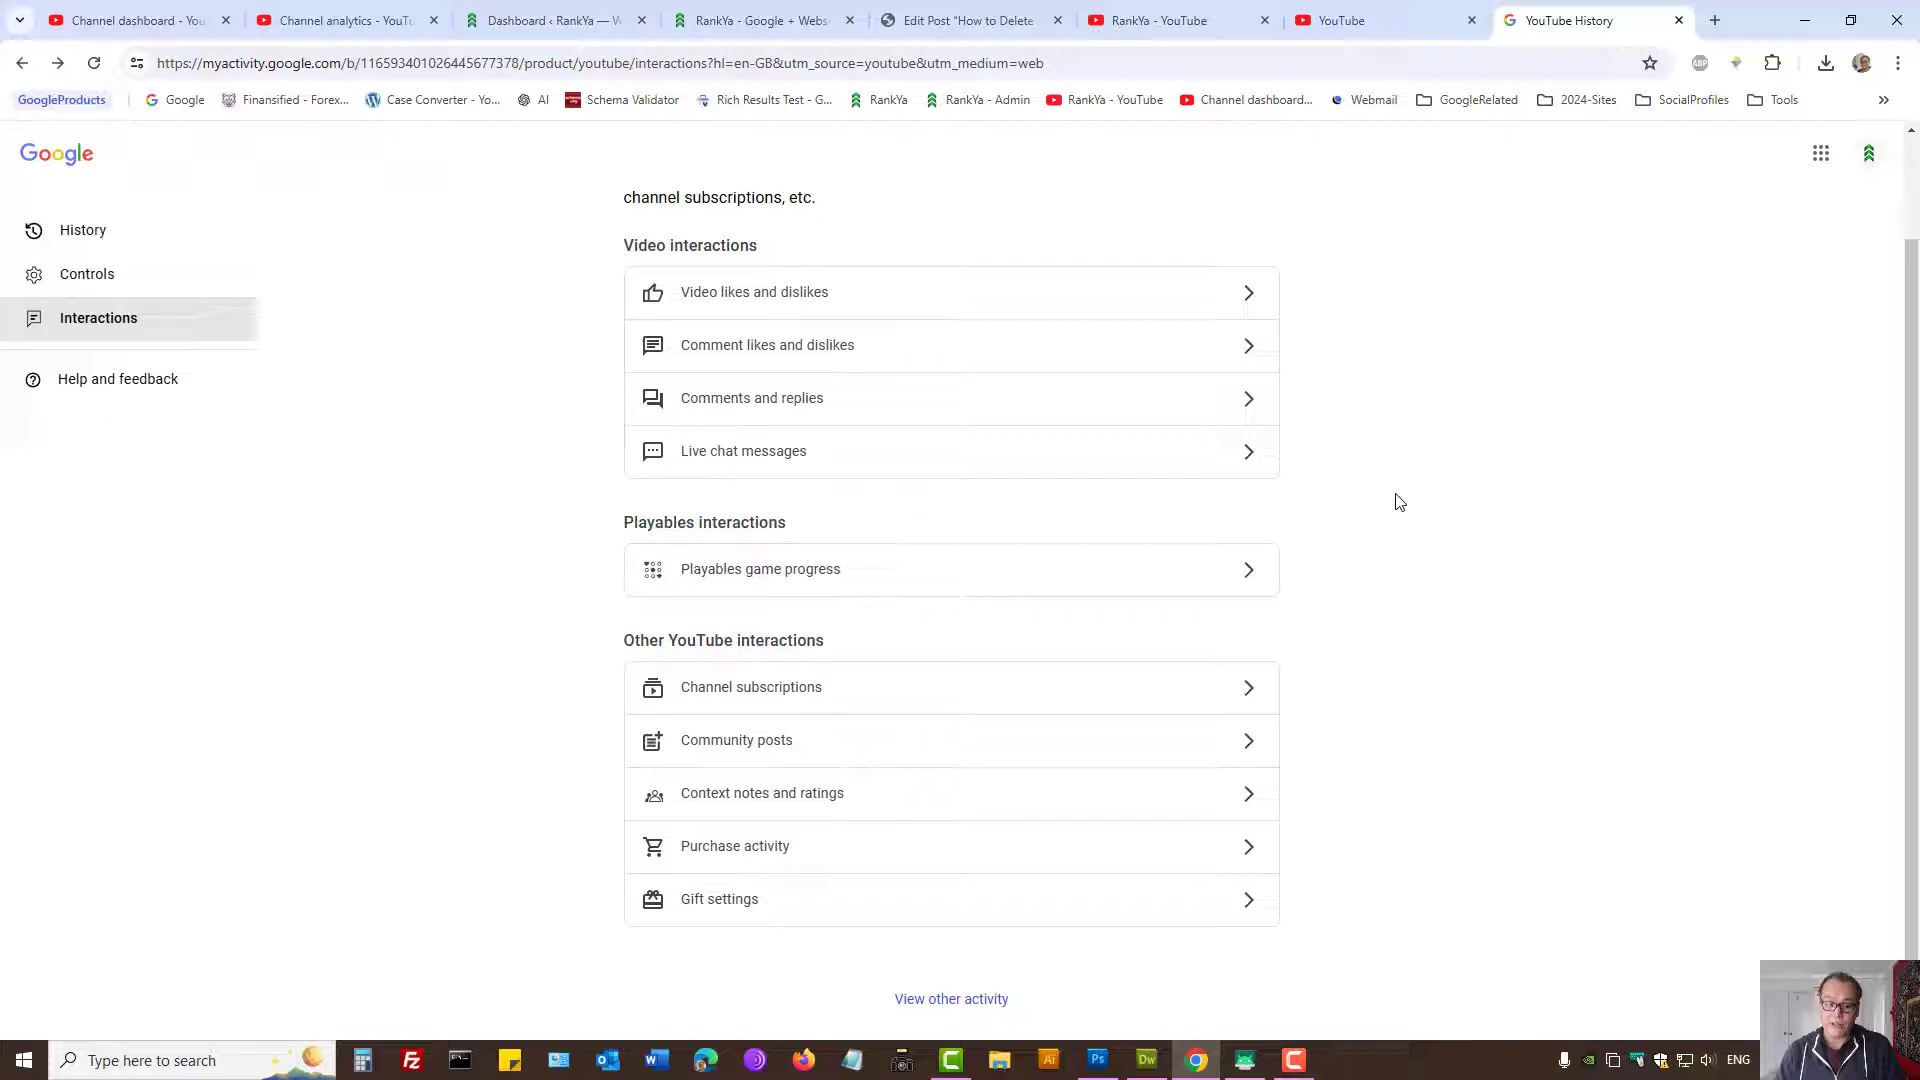 Channel dashboard - You
Channel analytics - YouTu
Dashboard ‹ RankYa — W
RankYa - Google + Webs
Edit Post "How to Delete
RankYa - YouTube
YouTube
YouTube History
https://myactivity.google.com/b/116593401026445677378/product/youtube/interactions?hl=en-GB&utm_source=youtube&utm_medium=web
ABP
GoogleProducts
Google
Finansified - Forex...
Case Converter - Yo...
AI
Schema Validator
Rich Results Test - G...
RankYa
RankYa - Admin
RankYa - YouTube
Channel dashboard...
Webmail
GoogleRelated
2024-Sites
SocialProfiles
Tools
Google
channel subscriptions, etc.
History
Controls
Interactions
Help and feedback
Video interactions
Video likes and dislikes
Comment likes and dislikes
Comments and replies
Live chat messages
Playables interactions
Playables game progress
Other YouTube interactions
Channel subscriptions
Community posts
Context notes and ratings
Purchase activity
Gift settings
View other activity
Type here to search
Fz
Ai
Ps
Dw
ENG